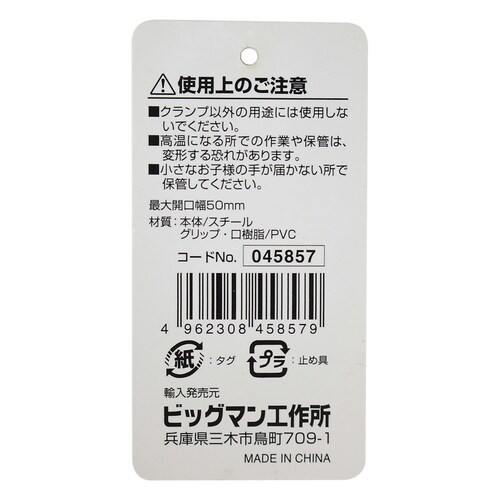 使用上のご注意
■クランプ以外の用途には使用しな
いでください。
■高温になる所での作業や保管は、
変形する恐れがあります。
■小さなお子様の手が届かない所で
保管してください。
最大開口幅50mm
材質：本体/スチール
グリップ・口樹脂/PVC
コードNo. 045857
4 962308 458579
紙：タグ プラ：止め具
輸入発売元
ビッグマン工作所
兵庫県三木市鳥町709-1
MADE IN CHINA